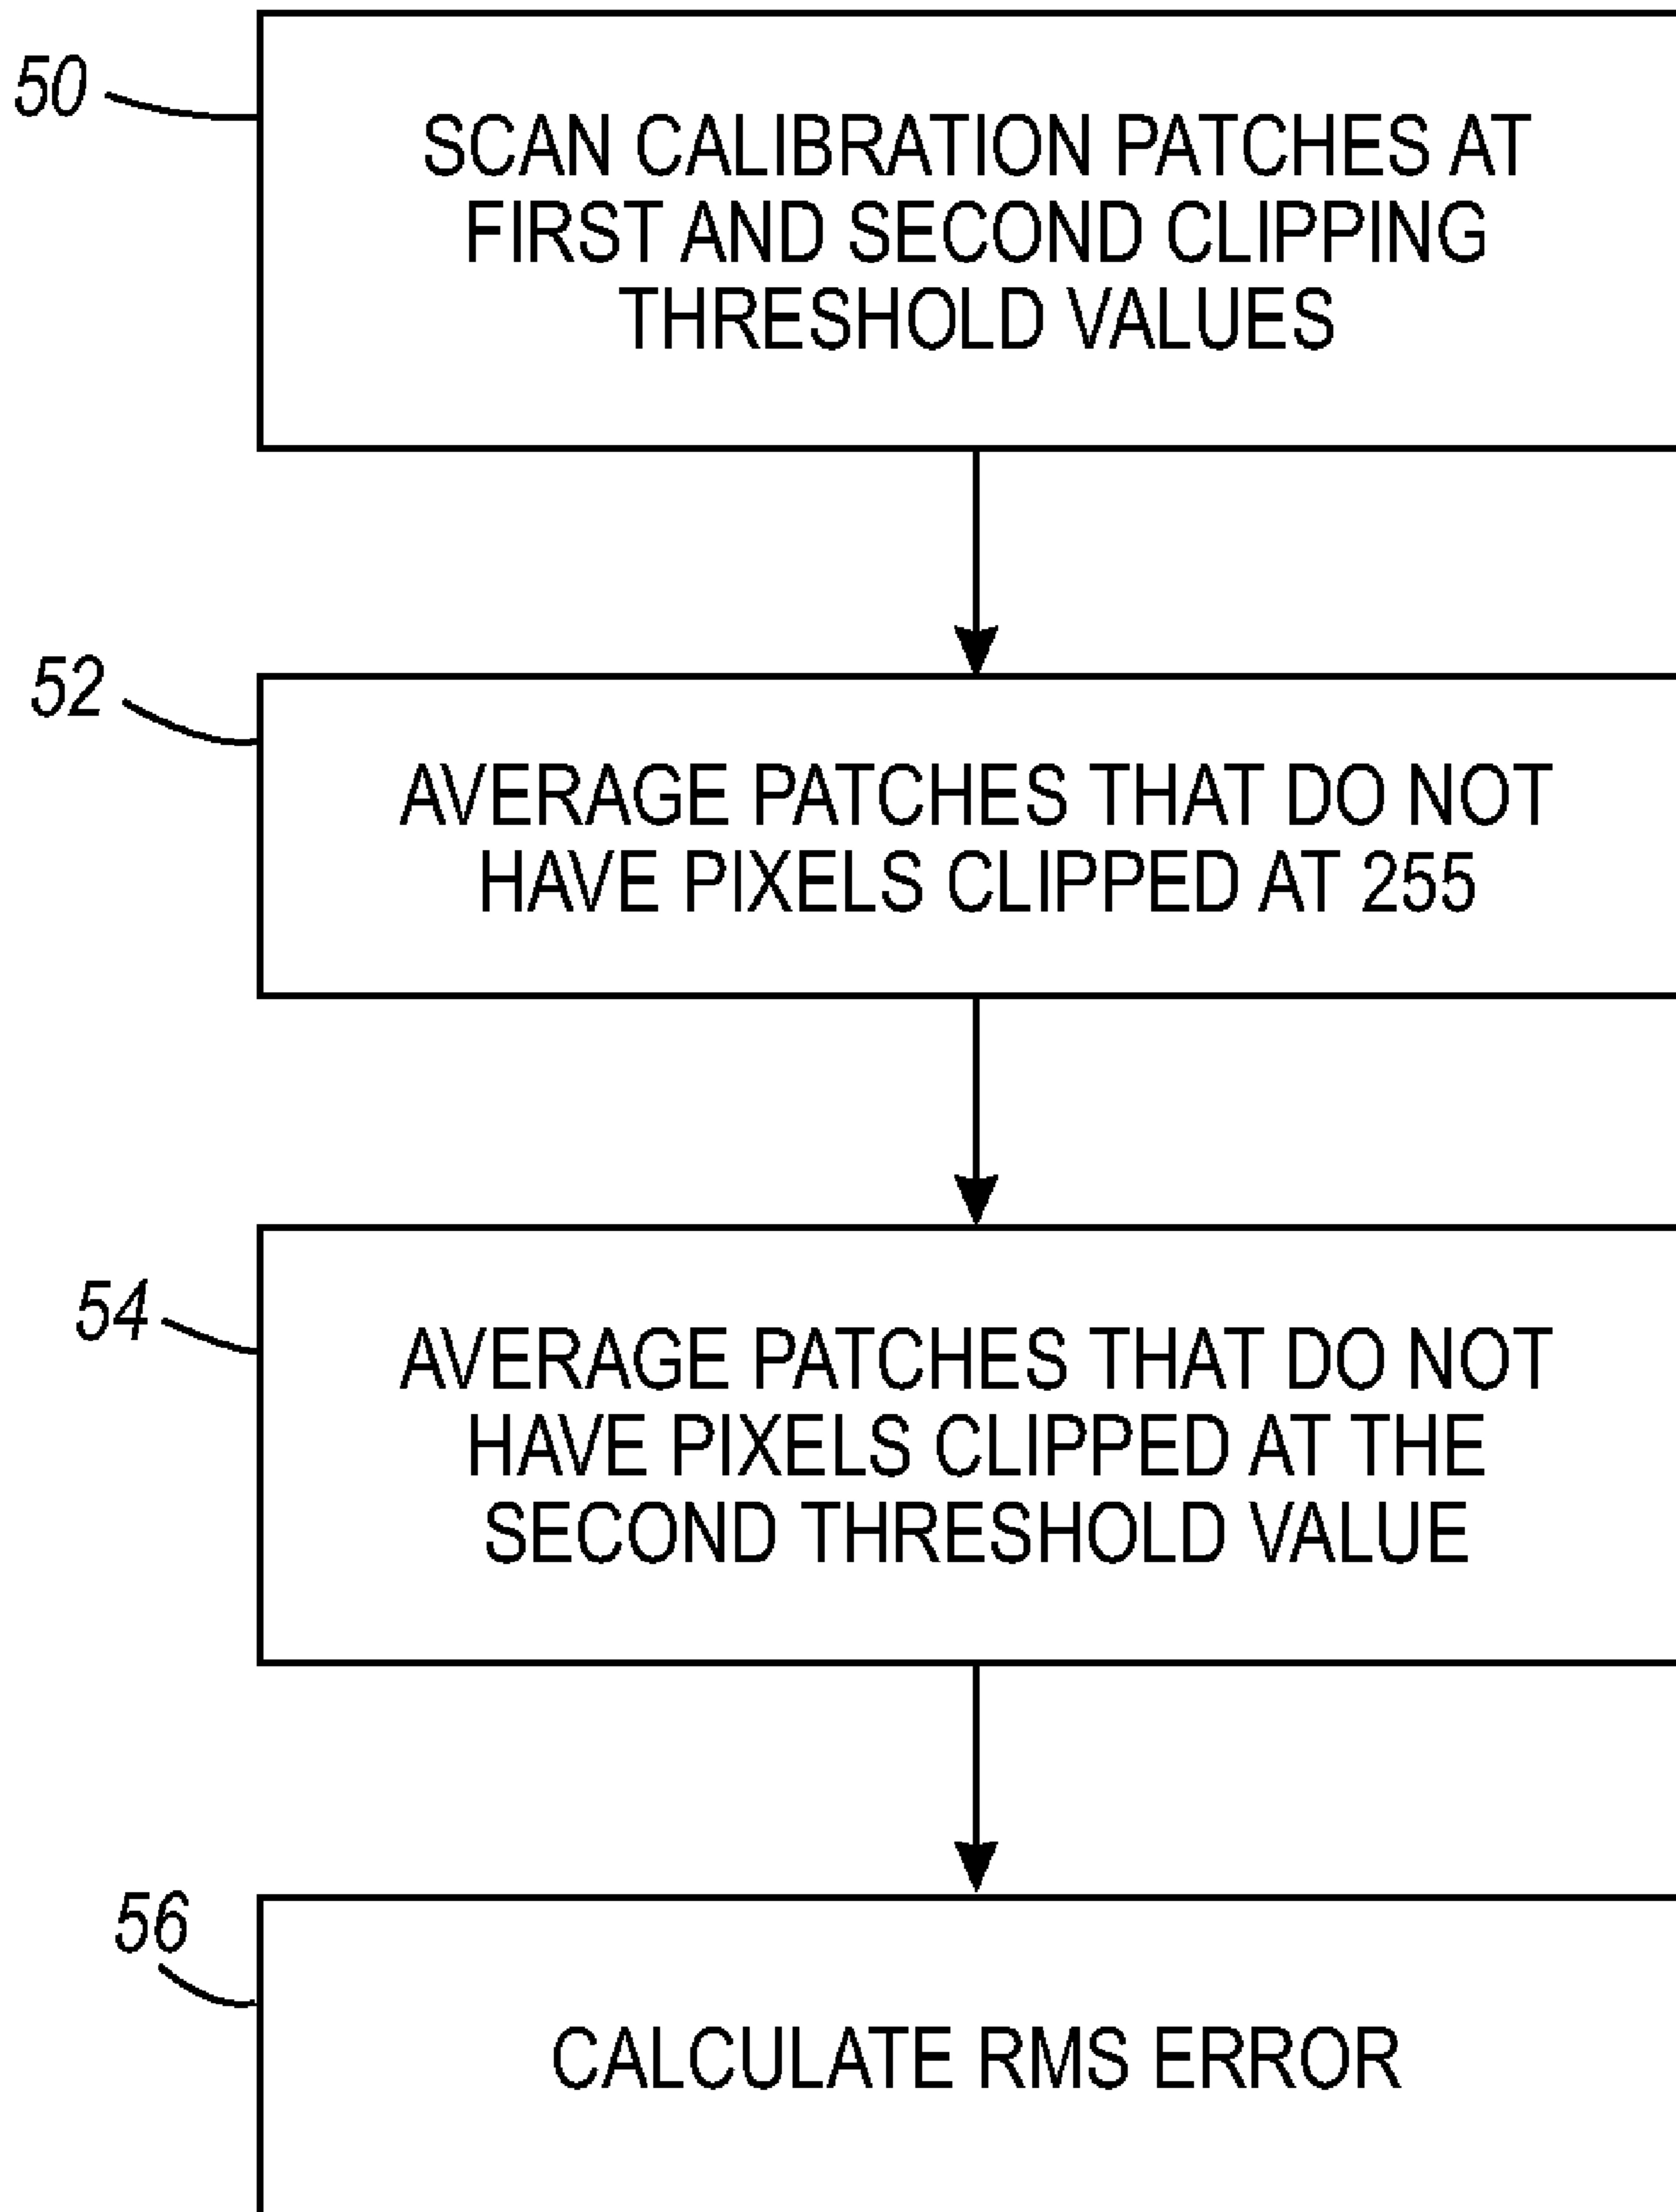 50
SCAN CALIBRATION PATCHES AT
FIRST AND SECOND CLIPPING
THRESHOLD VALUES
52
AVERAGE PATCHES THAT DO NOT
HAVE PIXELS CLIPPED AT 255
54
AVERAGE PATCHES THAT DO NOT
HAVE PIXELS CLIPPED AT THE
SECOND THRESHOLD VALUE
56
CALCULATE RMS ERROR